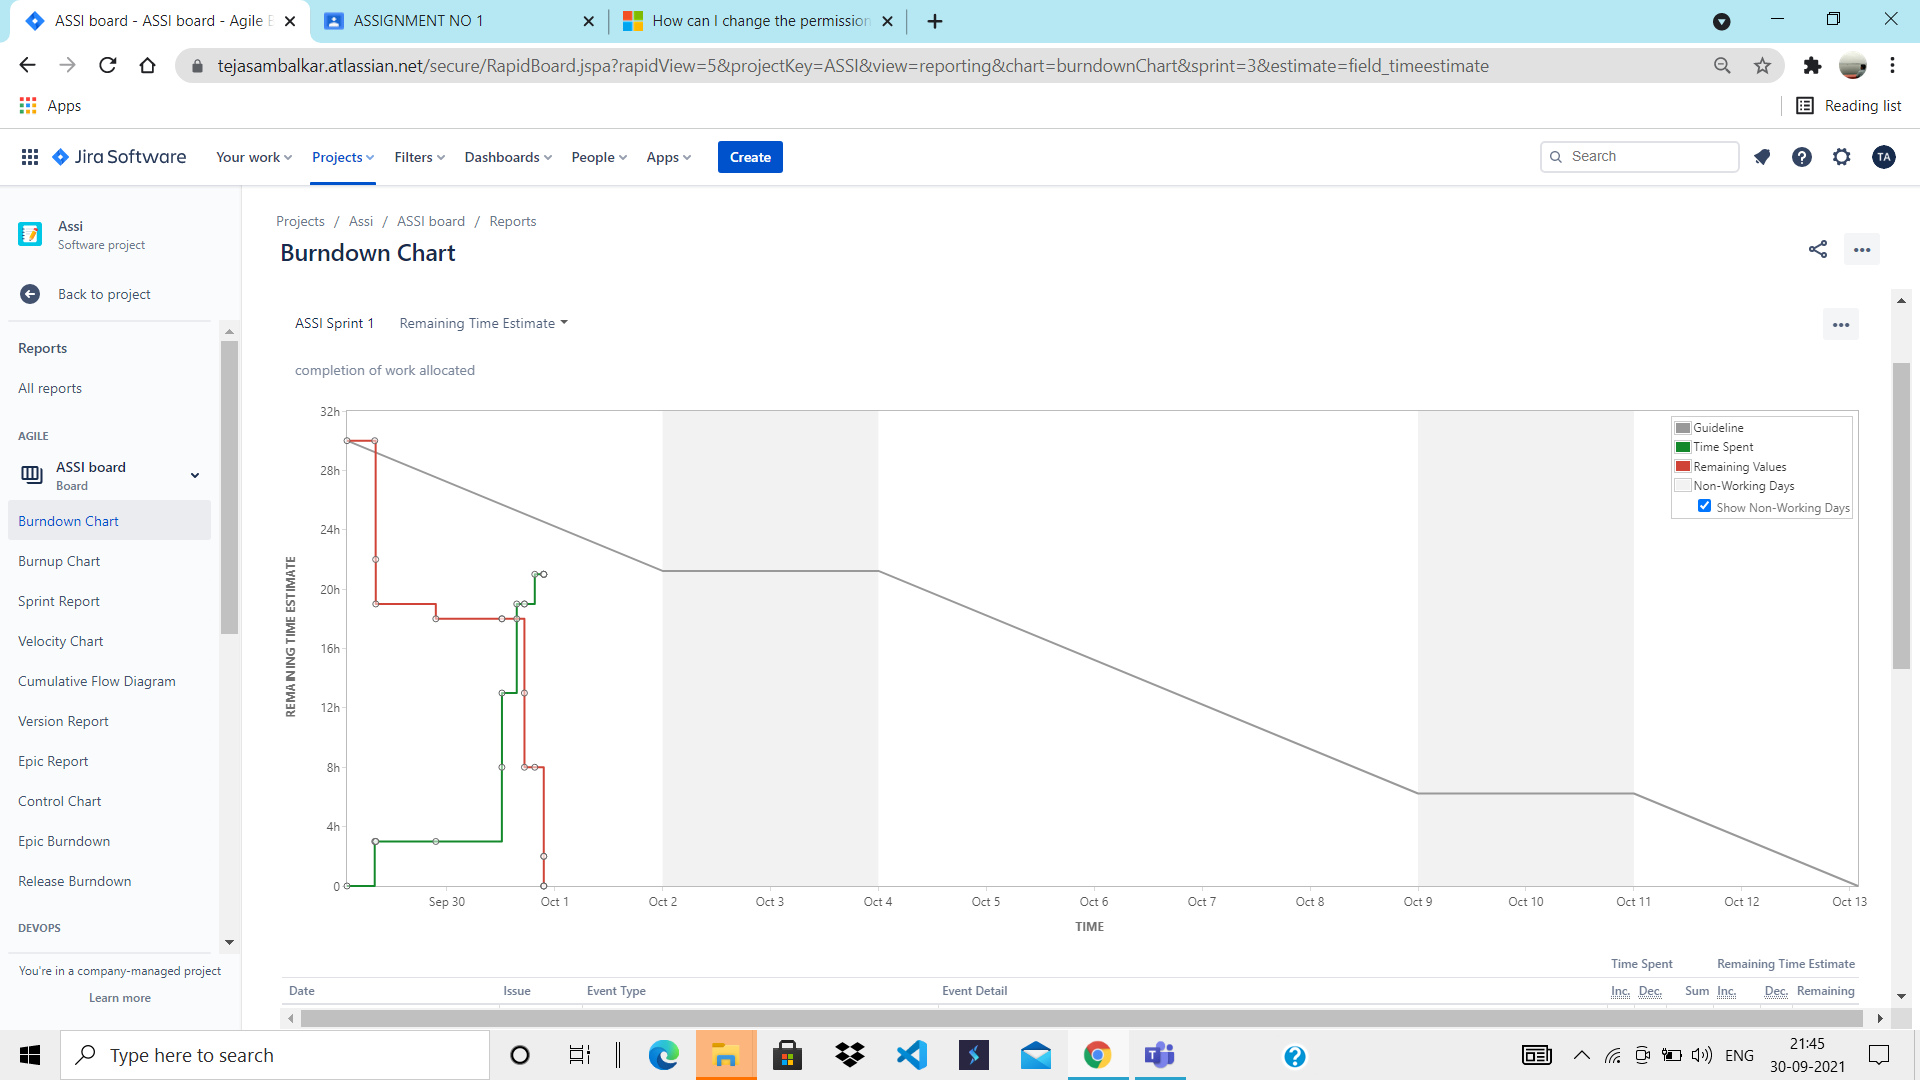 ASSI board - ASSI board - Agile B
ASSIGNMENT NO 1
How can I change the permission
tejasambalkar.atlassian.net/secure/RapidBoard.jspa?rapidView=5&projectKey=ASSI&view=reporting&chart=burndownChart&sprint=3&estimate=field_timeestimate
Apps
Reading list
Jira Software
Your work
Projects
Filters
Dashboards
People
Apps
Create
Search
TA
Assi
Software project
Back to project
Reports
All reports
AGILE
ASSI board
Board
Burndown Chart
Burnup Chart
Sprint Report
Velocity Chart
Cumulative Flow Diagram
Version Report
Epic Report
Control Chart
Epic Burndown
Release Burndown
DEVOPS
You're in a company-managed project
Learn more
Projects / Assi / ASSI board / Reports
Burndown Chart
ASSI Sprint 1
Remaining Time Estimate
completion of work allocated
REMAINING TIME ESTIMATE
32h
28h
24h
20h
16h
12h
8h
4h
0
Guideline
Time Spent
Remaining Values
Non-Working Days
Show Non-Working Days
Sep 30
Oct 1
Oct 2
Oct 3
Oct 4
Oct 5
Oct 6
Oct 7
Oct 8
Oct 9
Oct 10
Oct 11
Oct 12
Oct 13
TIME
Time Spent
Remaining Time Estimate
Date
Issue
Event Type
Event Detail
Inc.
Dec.
Sum
Inc.
Dec.
Remaining
Type here to search
ENG
21:45
30-09-2021